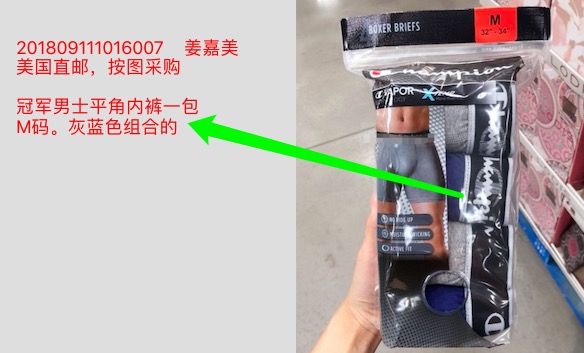 201809111016007 姜嘉美
美国直邮，按图采购
冠军男士平角内裤一包
M码。灰蓝色组合的
BOXER BRIEFS
M
32" - 34"
Champion
VAPOR
NO RIDE UP
MOISTURE WICKING
ACTIVE FIT